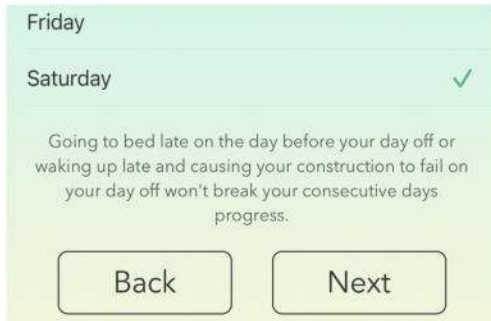 Friday
Saturday
Going to bed late on the day before your day off or
waking up late and causing your construction to fail on
your day off won't break your consecutive days
progress.
Back
Next